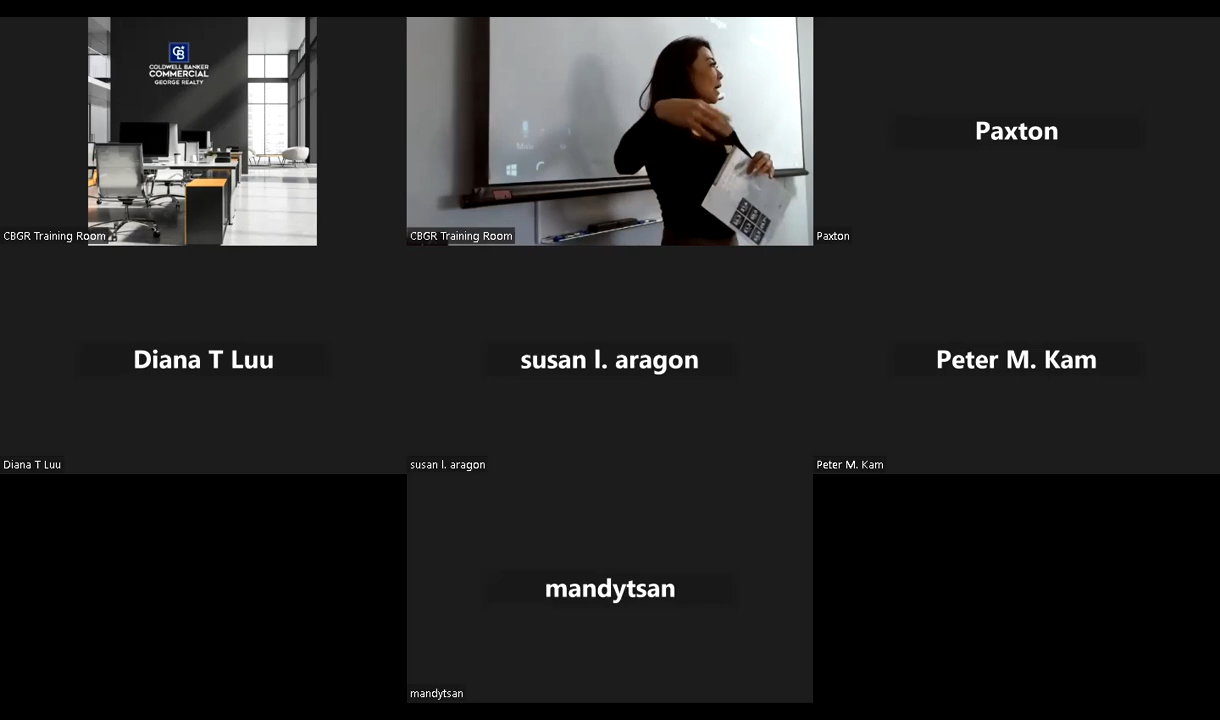 CB
COLDWELL BANKER
COMMERCIAL
GEORGE REALTY
CBGR Training Room
CBGR Training Room
Paxton
Paxton
Diana T Luu
Diana T Luu
susan l. aragon
susan l. aragon
Peter M. Kam
Peter M. Kam
mandytsan
mandytsan